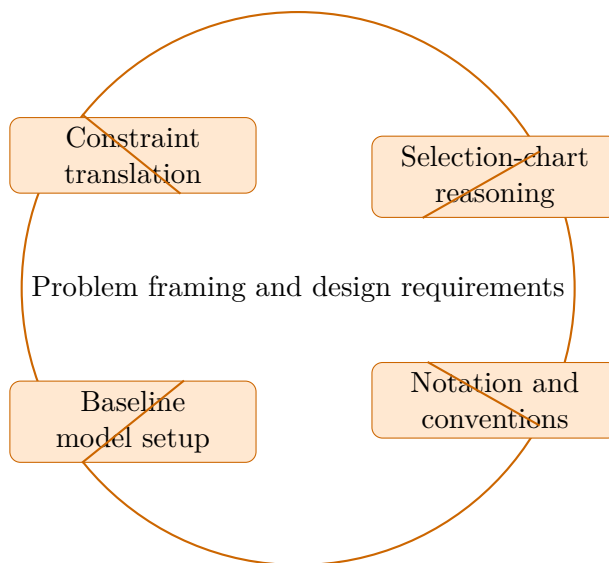 Constraint
translation
Selection-chart
reasoning
Problem framing and design requirements
Baseline
model setup
Notation and
conventions